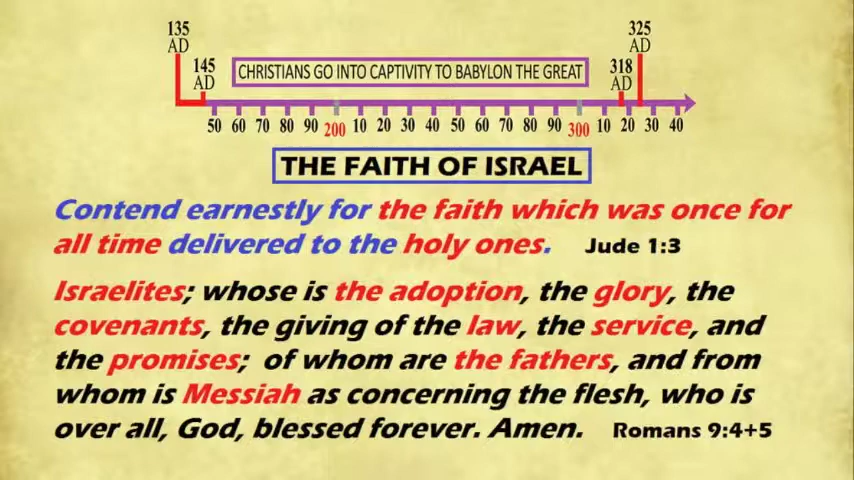 135
AD
325
AD
145
AD
CHRISTIANS GO INTO CAPTIVITY TO BABYLON THE GREAT
318
AD
50 60 70 80 90 200 10 20 30 40 50 60 70 80 90 300 10 20 30 40
THE FAITH OF ISRAEL
Contend earnestly for the faith which was once for
all time delivered to the holy ones. Jude 1:3
Israelites; whose is the adoption, the glory, the
covenants, the giving of the law, the service, and
the promises; of whom are the fathers, and from
whom is Messiah as concerning the flesh, who is
over all, God, blessed forever. Amen. Romans 9:4+5